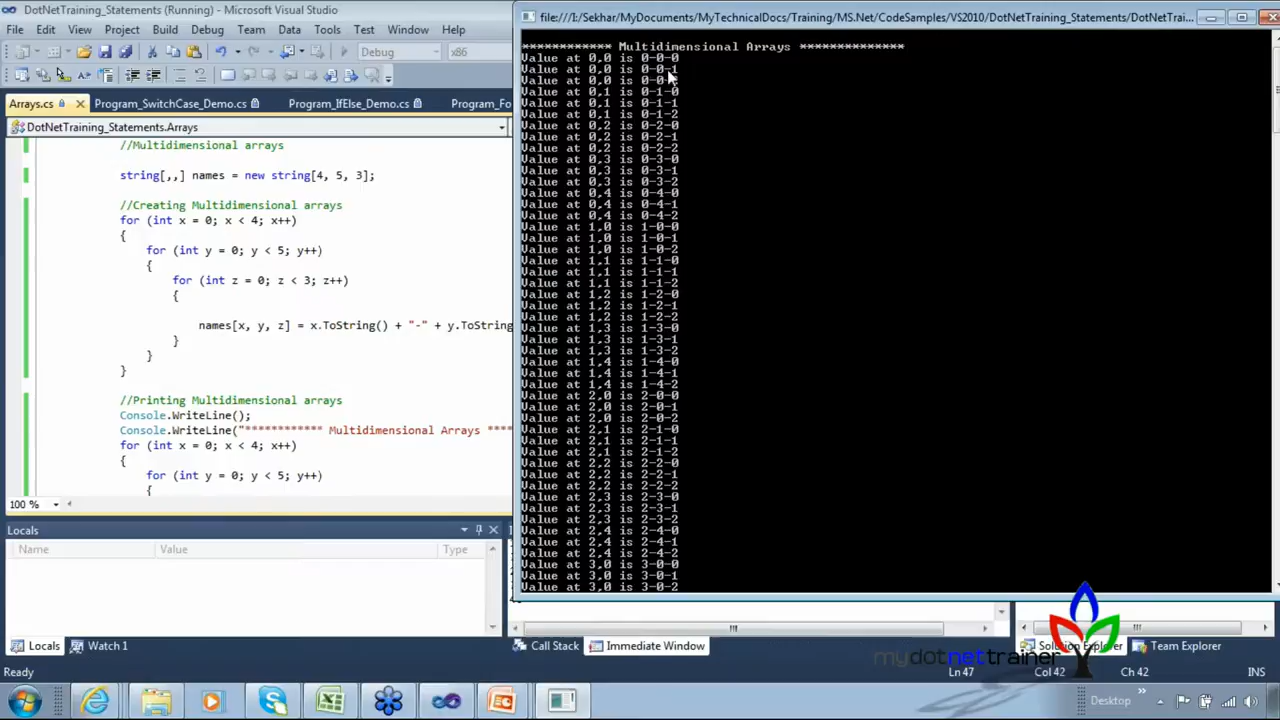 DotNetTraining_Statements (Running) - Microsoft Visual Studio
File Edit View Project Build Debug Team Data Tools Test Window Help
Debug x86
Arrays.cs Program_SwitchCase_Demo.cs Program_IfElse_Demo.cs Program_Fo
DotNetTraining_Statements.Arrays
//Multidimensional arrays
string[,,] names = new string[4, 5, 3];
//Creating Multidimensional arrays
for (int x = 0; x < 4; x++)
{
for (int y = 0; y < 5; y++)
{
for (int z = 0; z < 3; z++)
{
names[x, y, z] = x.ToString() + "-" + y.ToString
}
}
}
//Printing Multidimensional arrays
Console.WriteLine();
Console.WriteLine("************ Multidimensional Arrays **
for (int x = 0; x < 4; x++)
{
for (int y = 0; y < 5; y++)
{
100 %
Locals
Name Value Type
Locals Watch 1
Ready
file:///I:/Sekhar/MyDocuments/MyTechnicalDocs/Training/MS.Net/CodeSamples/VS2010/DotNetTraining_Statements/DotNetTrai...
************ Multidimensional Arrays **************
Value at 0,0 is 0-0-0
Value at 0,0 is 0-0-1
Value at 0,0 is 0-0-2
Value at 0,1 is 0-1-0
Value at 0,1 is 0-1-1
Value at 0,1 is 0-1-2
Value at 0,2 is 0-2-0
Value at 0,2 is 0-2-1
Value at 0,2 is 0-2-2
Value at 0,3 is 0-3-0
Value at 0,3 is 0-3-1
Value at 0,3 is 0-3-2
Value at 0,4 is 0-4-0
Value at 0,4 is 0-4-1
Value at 0,4 is 0-4-2
Value at 1,0 is 1-0-0
Value at 1,0 is 1-0-1
Value at 1,0 is 1-0-2
Value at 1,1 is 1-1-0
Value at 1,1 is 1-1-1
Value at 1,1 is 1-1-2
Value at 1,2 is 1-2-0
Value at 1,2 is 1-2-1
Value at 1,2 is 1-2-2
Value at 1,3 is 1-3-0
Value at 1,3 is 1-3-1
Value at 1,3 is 1-3-2
Value at 1,4 is 1-4-0
Value at 1,4 is 1-4-1
Value at 1,4 is 1-4-2
Value at 2,0 is 2-0-0
Value at 2,0 is 2-0-1
Value at 2,0 is 2-0-2
Value at 2,1 is 2-1-0
Value at 2,1 is 2-1-1
Value at 2,1 is 2-1-2
Value at 2,2 is 2-2-0
Value at 2,2 is 2-2-1
Value at 2,2 is 2-2-2
Value at 2,3 is 2-3-0
Value at 2,3 is 2-3-1
Value at 2,3 is 2-3-2
Value at 2,4 is 2-4-0
Value at 2,4 is 2-4-1
Value at 2,4 is 2-4-2
Value at 3,0 is 3-0-0
Value at 3,0 is 3-0-1
Value at 3,0 is 3-0-2
Call Stack Immediate Window
Solution Explorer Team Explorer
mydotnettrainer
Ln 47 Col 42 Ch 42 INS
Desktop